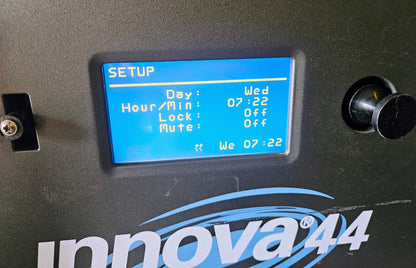 SETUP
Day: Wed
Hour/Min: 07:22
Lock: Off
Mute: Off
We 07:22
innova® 44